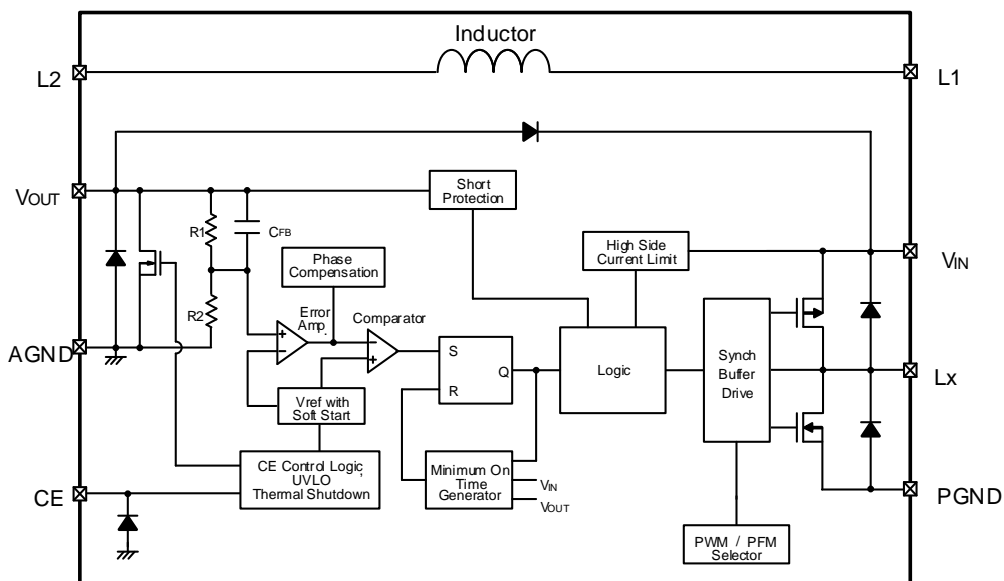 Inductor
L2
L1
VOUT
Short
Protection
R1
CFB
High Side
Current Limit
VIN
Phase
Compensation
R2
Error
Amp.
Comparator
AGND
S
Q
R
Logic
Synch
Buffer
Drive
Lx
Vref with
Soft Start
CE Control Logic,
UVLO
Thermal Shutdown
Minimum On
Time
Generator
VIN
VOUT
CE
PGND
PWM / PFM
Selector